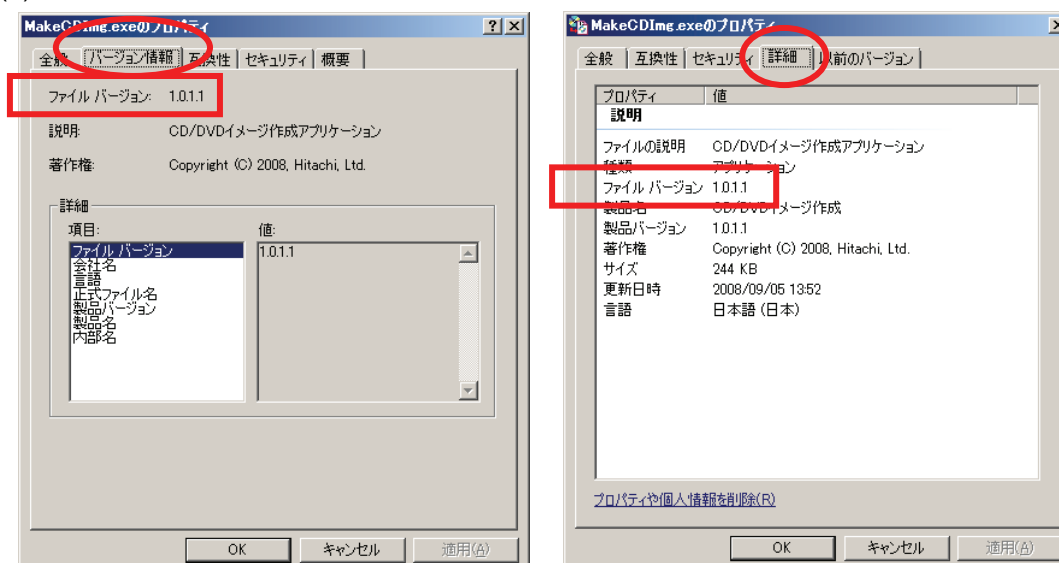 MakeCDImg.exeのプロパティ
全般 バージョン情報 互換性 セキュリティ 概要
ファイル バージョン: 1.0.1.1
説明: CD/DVDイメージ作成アプリケーション
著作権: Copyright (C) 2008, Hitachi, Ltd.
詳細
項目: 値:
ファイル バージョン 1.0.1.1
会社名
言語
正式ファイル名
製品バージョン
製品名
内部名
OK キャンセル 適用(A)
MakeCDImg.exeのプロパティ
全般 互換性 セキュリティ 詳細 以前のバージョン
プロパティ 値
説明
ファイルの説明 CD/DVDイメージ作成アプリケーション
種類 アプリケーション
ファイル バージョン 1.0.1.1
製品名 CD/DVDイメージ作成
製品バージョン 1.0.1.1
著作権 Copyright (C) 2008, Hitachi, Ltd.
サイズ 244 KB
更新日時 2008/09/05 13:52
言語 日本語 (日本)
プロパティや個人情報を削除(R)
OK キャンセル 適用(A)